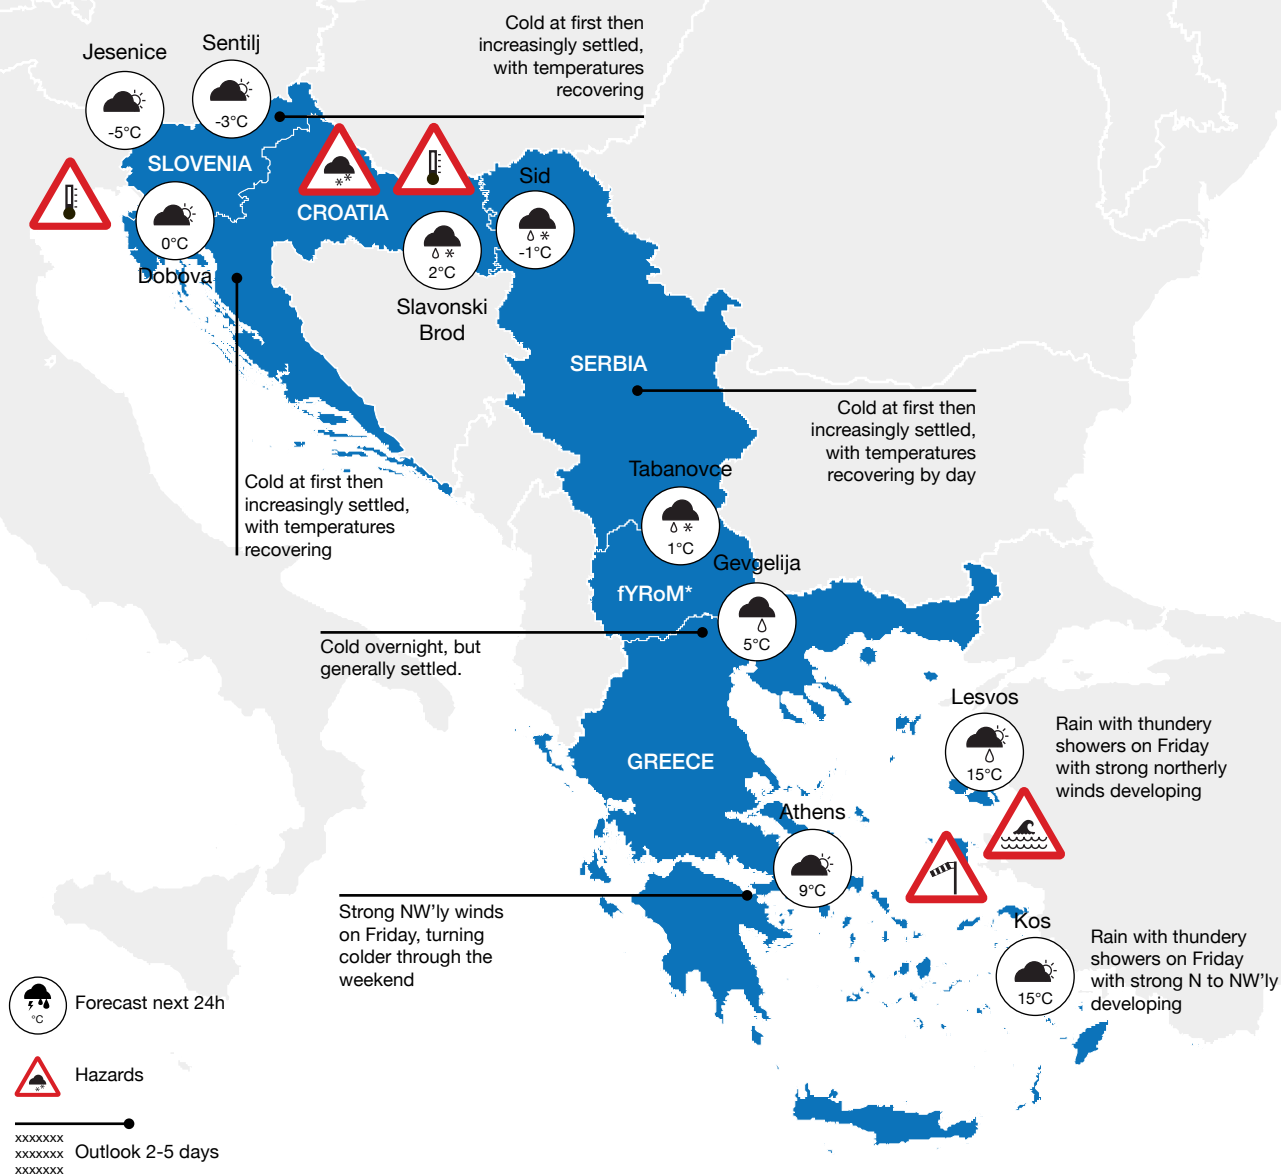 Cold at first then
increasingly settled,
with temperatures
recovering
Jesenice
Sentilj
-5°C
-3°C
SLOVENIA
CROATIA
Sid
-1°C
0°C
Dobova
2°C
Slavonski
Brod
SERBIA
Cold at first then
increasingly settled,
with temperatures
recovering by day
Cold at first then
increasingly settled,
with temperatures
recovering
Tabanovce
1°C
Gevgelija
fYRoM*
5°C
Cold overnight, but
generally settled.
Lesvos
15°C
Rain with thundery
showers on Friday
with strong northerly
winds developing
GREECE
Athens
9°C
Strong NW'ly winds
on Friday, turning
colder through the
weekend
Kos
15°C
Rain with thundery
showers on Friday
with strong N to NW'ly
developing
°C
Forecast next 24h
Hazards
xxxxxxx
xxxxxxx
xxxxxxx
Outlook 2-5 days